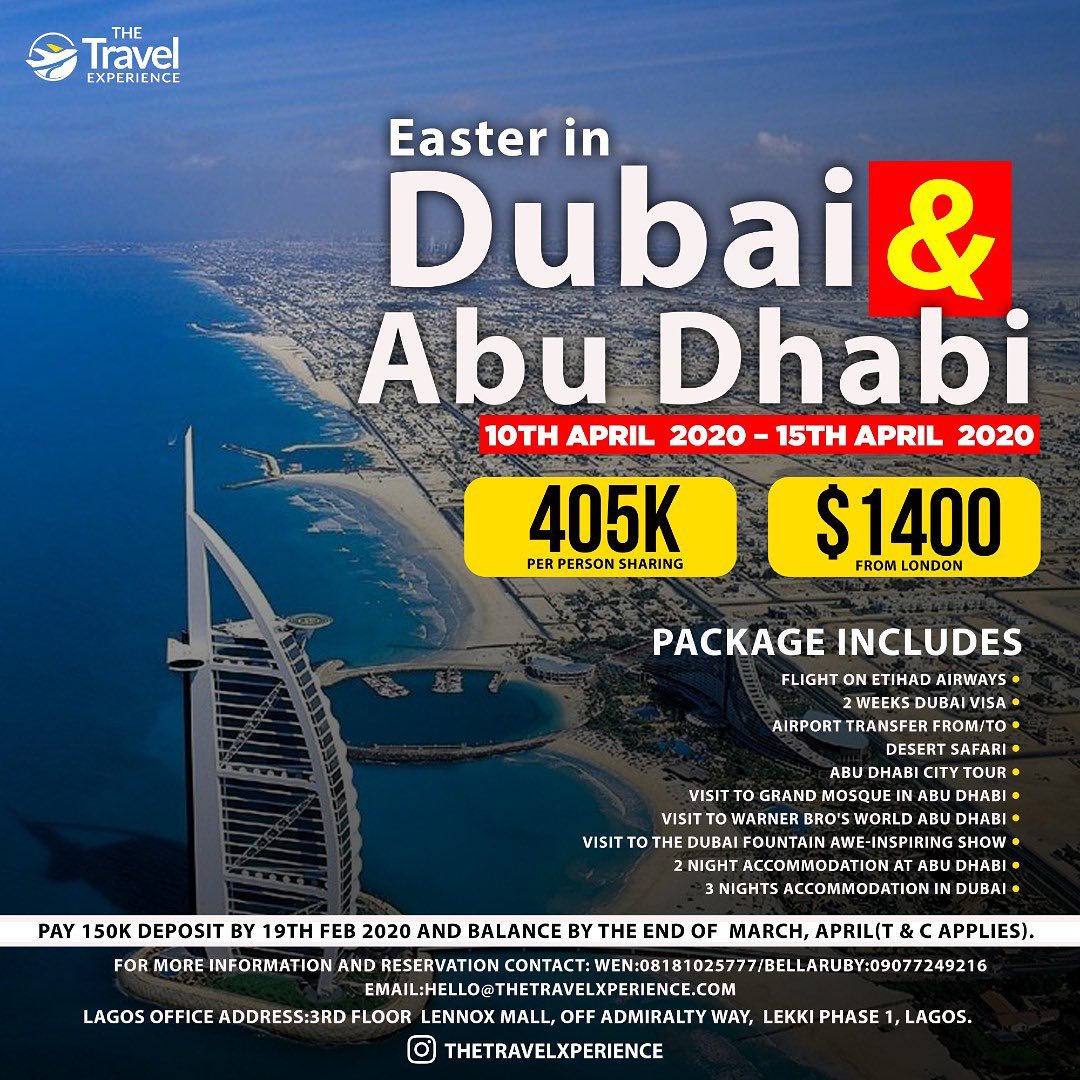 THE
Travel
EXPERIENCE
Easter in
Dubai &
Abu Dhabi
10TH APRIL 2020 – 15TH APRIL 2020
405K
PER PERSON SHARING
$1400
FROM LONDON
PACKAGE INCLUDES
FLIGHT ON ETIHAD AIRWAYS •
2 WEEKS DUBAI VISA •
AIRPORT TRANSFER FROM/TO •
DESERT SAFARI •
ABU DHABI CITY TOUR •
VISIT TO GRAND MOSQUE IN ABU DHABI •
VISIT TO WARNER BRO'S WORLD ABU DHABI •
VISIT TO THE DUBAI FOUNTAIN AWE-INSPIRING SHOW •
2 NIGHT ACCOMMODATION AT ABU DHABI •
3 NIGHTS ACCOMMODATION IN DUBAI •
PAY 150K DEPOSIT BY 19TH FEB 2020 AND BALANCE BY THE END OF MARCH, APRIL(T & C APPLIES).
FOR MORE INFORMATION AND RESERVATION CONTACT: WEN:08181025777/BELLARUBY:09077249216
EMAIL:HELLO@THETRAVELXPERIENCE.COM
LAGOS OFFICE ADDRESS:3RD FLOOR LENNOX MALL, OFF ADMIRALTY WAY, LEKKI PHASE 1, LAGOS.
THETRAVELXPERIENCE